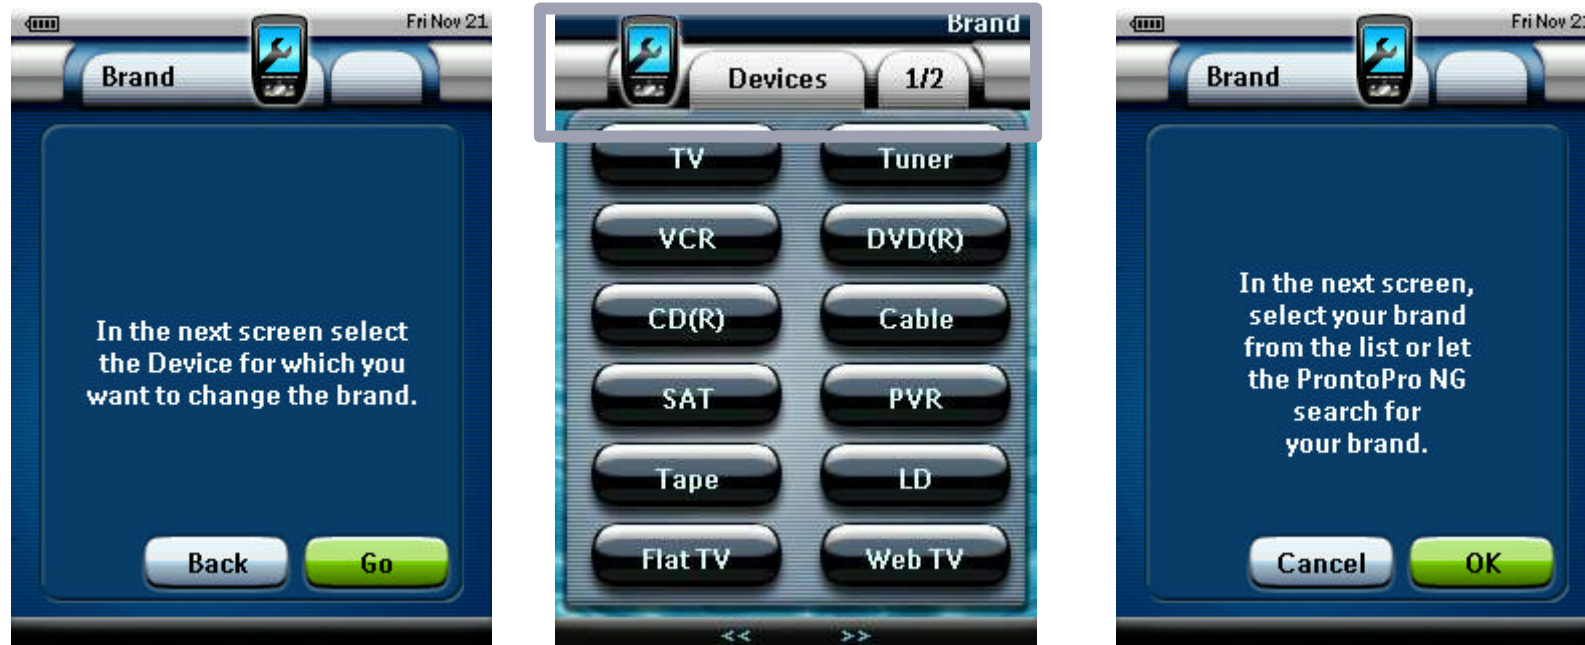 Fri Nov 21
Brand
In the next screen select
the Device for which you
want to change the brand.
Back
Go
Brand
Devices
1/2
TV
Tuner
VCR
DVD(R)
CD(R)
Cable
SAT
PVR
Tape
LD
Flat TV
Web TV
<<
>>
Fri Nov 21
Brand
In the next screen,
select your brand
from the list or let
the ProntoPro NG
search for
your brand.
Cancel
OK